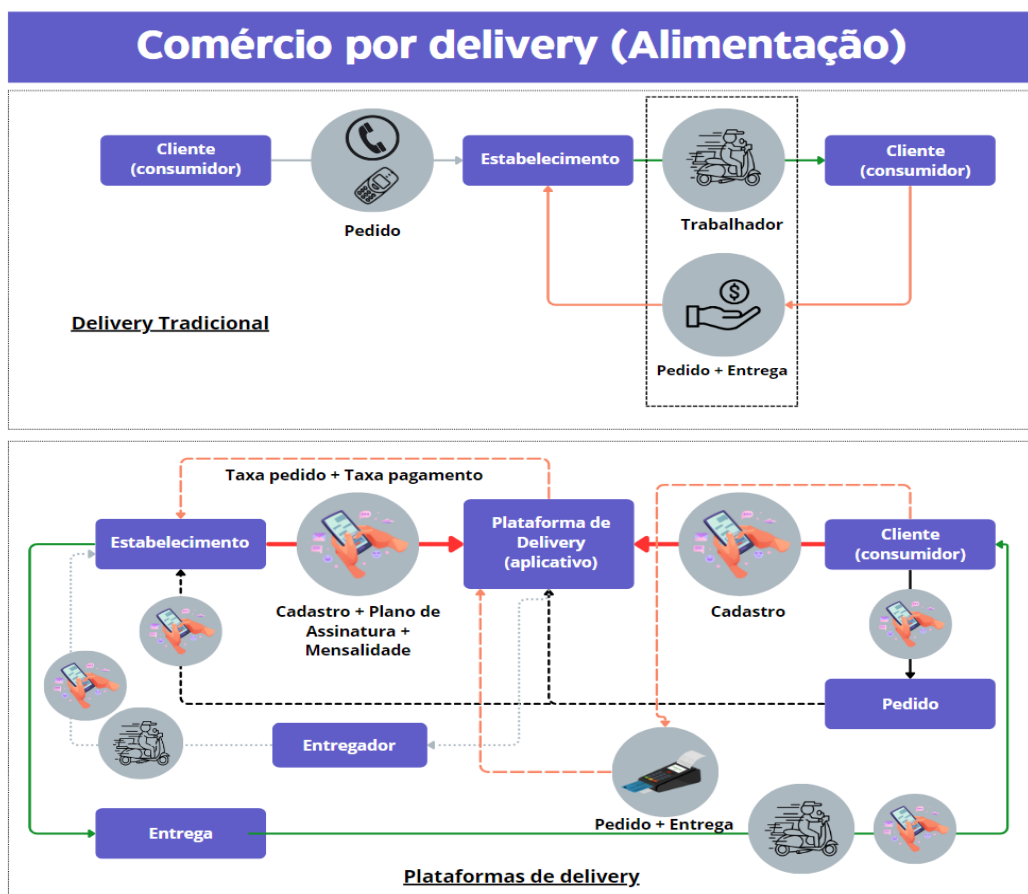 Comércio por delivery (Alimentação)
Cliente
(consumidor)
Pedido
Estabelecimento
Trabalhador
Cliente
(consumidor)
$
Pedido + Entrega
Delivery Tradicional
Taxa pedido + Taxa pagamento
Estabelecimento
Cadastro + Plano de
Assinatura +
Mensalidade
Plataforma de
Delivery
(aplicativo)
Cadastro
Cliente
(consumidor)
Pedido
Entregador
Pedido + Entrega
Entrega
Plataformas de delivery